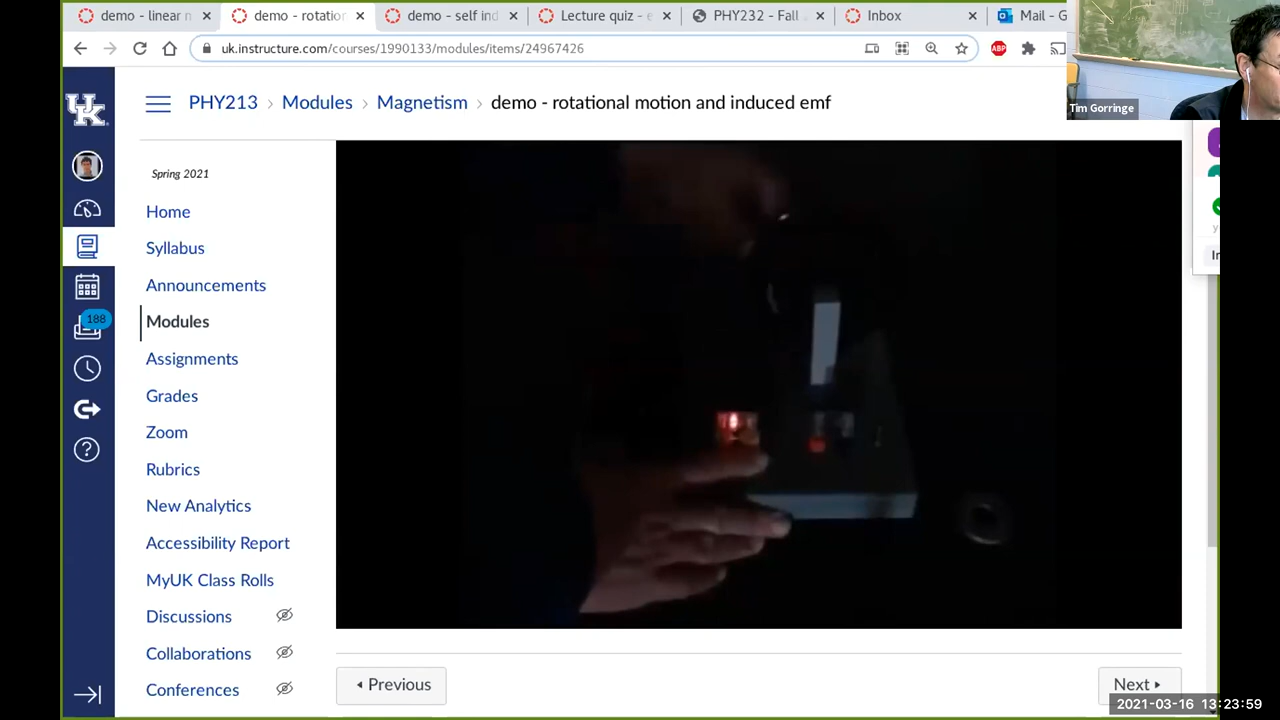 demo - linear n
demo - rotatio
demo - self ind
Lecture quiz - e
PHY232 - Fall
Inbox
Mail - G
uk.instructure.com/courses/1990133/modules/items/24967426
ABP
Tim Gorringe
UK
PHY213 › Modules › Magnetism › demo - rotational motion and induced emf
Spring 2021
Home
Syllabus
Announcements
Modules
188
Assignments
Grades
Zoom
Rubrics
New Analytics
Accessibility Report
MyUK Class Rolls
Discussions
Collaborations
Conferences
Previous
Next
2021-03-16 13:23:59